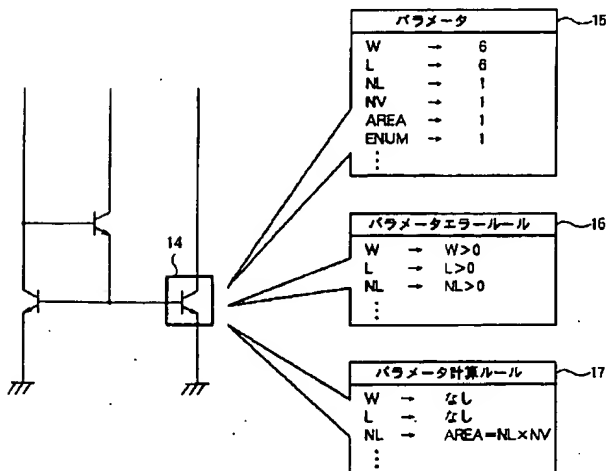 パラメータ
15
W → 6
L → 6
NL → 1
NV → 1
AREA → 1
ENUM → 1
⋮
14
パラメータエラールール
16
W → W>0
L → L>0
NL → NL>0
⋮
パラメータ計算ルール
17
W → なし
L → なし
NL → AREA=NL×NV
⋮